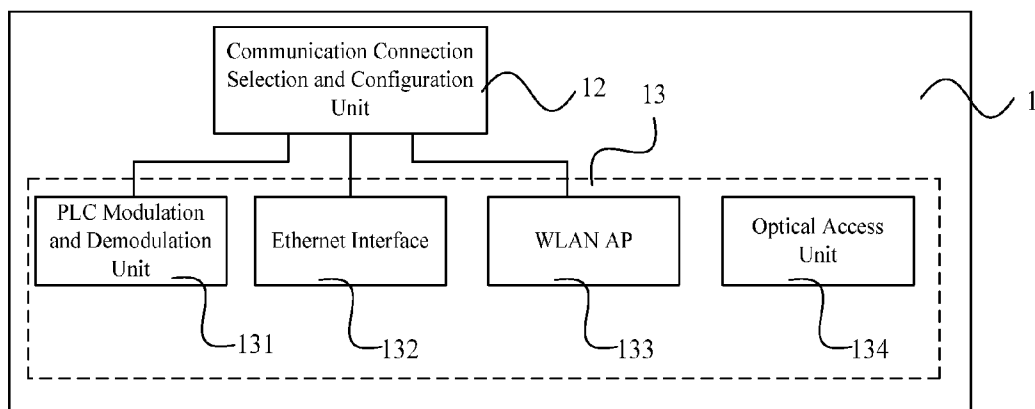 Communication Connection
Selection and Configuration
Unit
12
13
1
PLC Modulation
and Demodulation
Unit
Ethernet Interface
WLAN AP
Optical Access
Unit
131
132
133
134